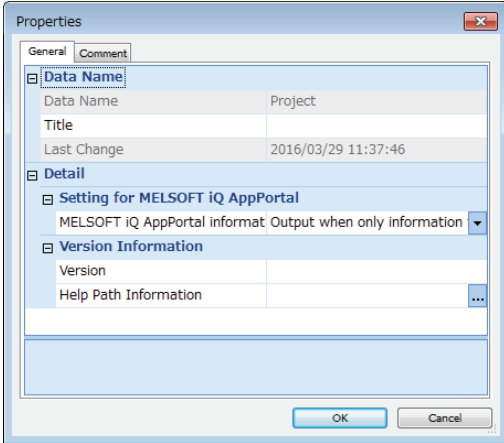 Properties
General Comment
Data Name
Data Name Project
Title
Last Change 2016/03/29 11:37:46
Detail
Setting for MELSOFT iQ AppPortal
MELSOFT iQ AppPortal informat Output when only information
Version Information
Version
Help Path Information ...
OK Cancel